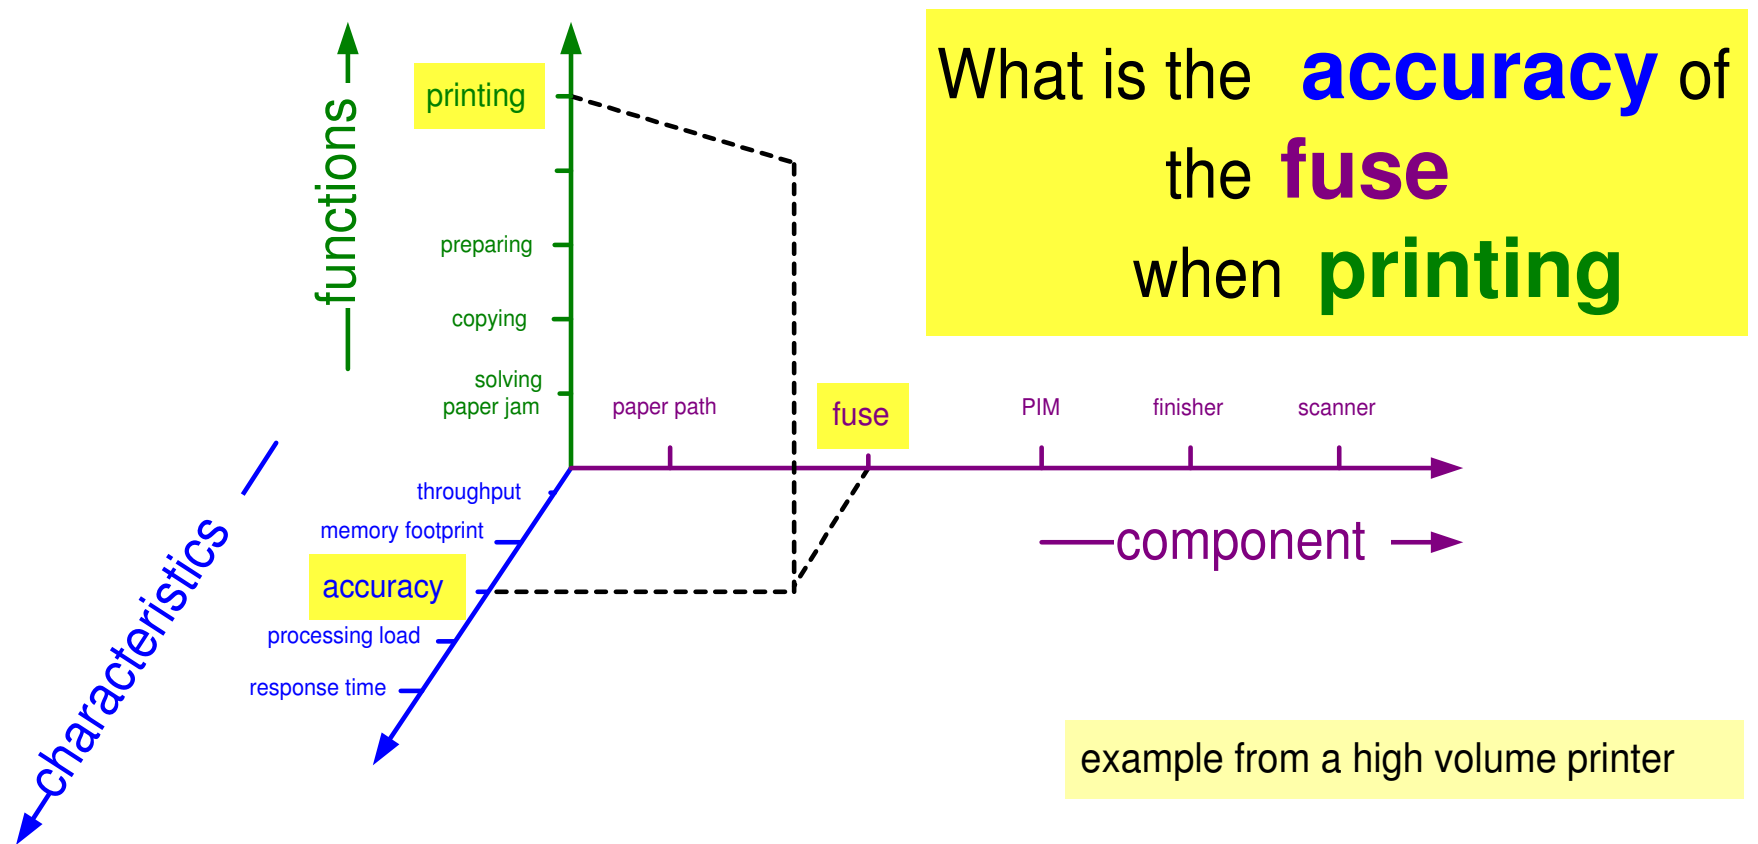 What is the accuracy of
the fuse
when printing
functions
printing
preparing
copying
solving
paper jam
paper path
fuse
PIM
finisher
scanner
component
throughput
memory footprint
accuracy
processing load
response time
characteristics
example from a high volume printer